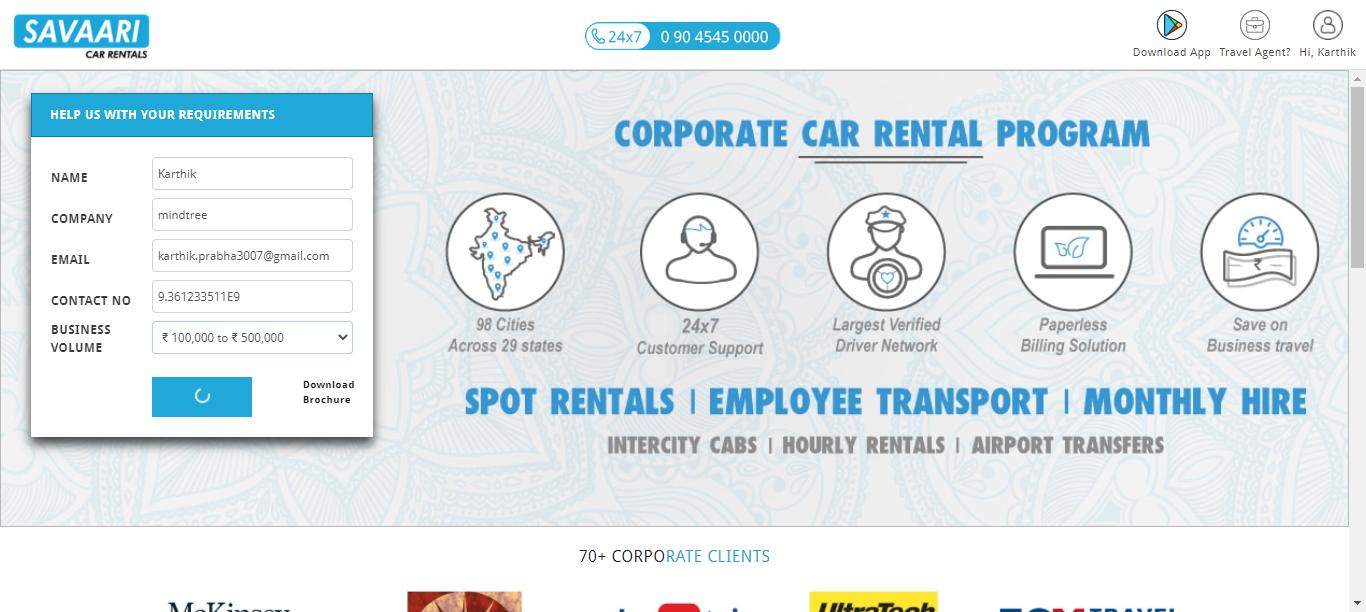 SAVAARI
CAR RENTALS
24x7 0 90 4545 0000
Download App Travel Agent? Hi, Karthik
HELP US WITH YOUR REQUIREMENTS
NAME Karthik
COMPANY mindtree
EMAIL karthik.prabha3007@gmail.com
CONTACT NO 9.361233511E9
BUSINESS
VOLUME
₹ 100,000 to ₹ 500,000
Download
Brochure
CORPORATE CAR RENTAL PROGRAM
98 Cities
Across 29 states
24x7
Customer Support
Largest Verified
Driver Network
Paperless
Billing Solution
Save on
Business travel
SPOT RENTALS | EMPLOYEE TRANSPORT | MONTHLY HIRE
INTERCITY CABS | HOURLY RENTALS | AIRPORT TRANSFERS
70+ CORPORATE CLIENTS
McKinsey
UltraTech
TRAVEL